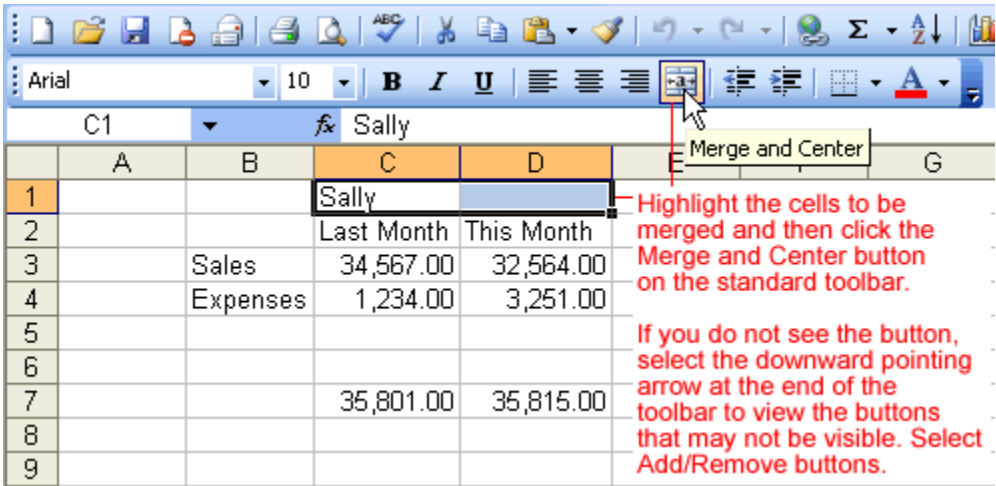 ABC
Σ
A
Z
Arial 10 B I U a A
C1 fx Sally
Merge and Center
A B C D E G
1 Sally
2 Last Month This Month
3 Sales 34,567.00 32,564.00
4 Expenses 1,234.00 3,251.00
5
6
7 35,801.00 35,815.00
8
9
Highlight the cells to be
merged and then click the
Merge and Center button
on the standard toolbar.
If you do not see the button,
select the downward pointing
arrow at the end of the
toolbar to view the buttons
that may not be visible. Select
Add/Remove buttons.